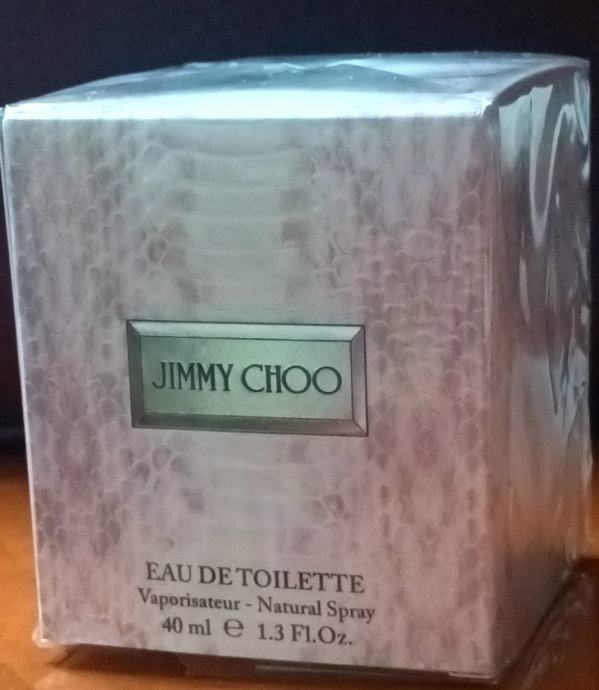 JIMMY CHOO
EAU DE TOILETTE
Vaporisateur - Natural Spray
40 ml ℮ 1.3 Fl.Oz.